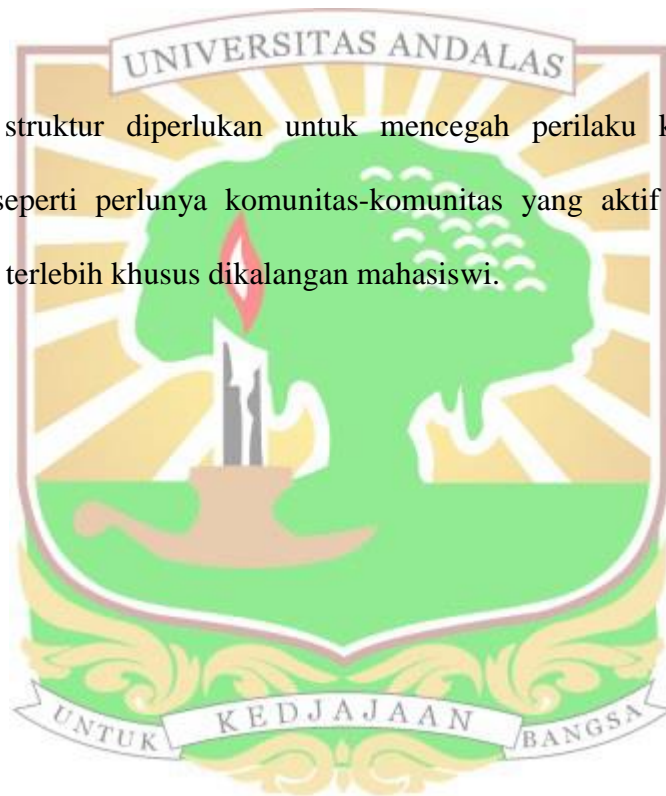 UNIVERSITAS ANDALAS
struktur diperlukan untuk mencegah perilaku
seperti perlunya komunitas-komunitas yang aktif
terlebih khusus dikalangan mahasiswi.
UNTUK KEDJAJAAN BANGSA